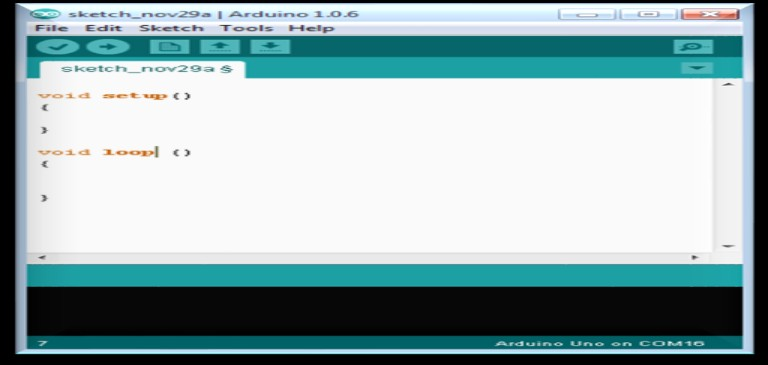 sketch_nov29a | Arduino 1.0.6
File Edit Sketch Tools Help
sketch_nov29a §
void setup()
{
}
void loop ()
{
}
7 Arduino Uno on COM16